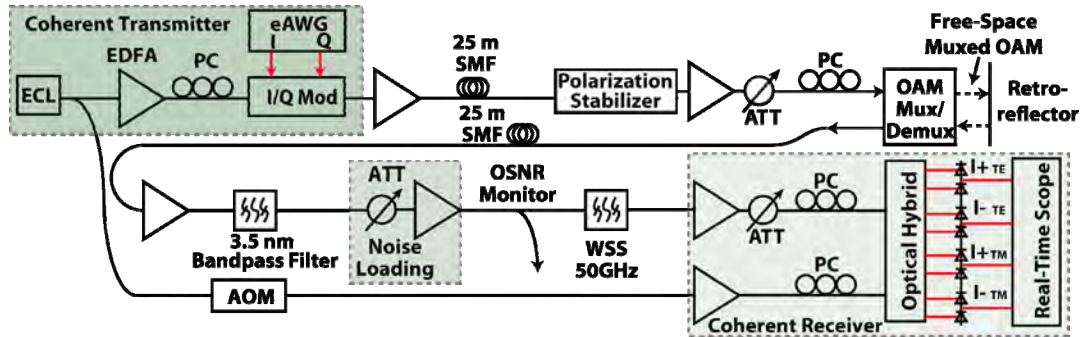 Coherent Transmitter
eAWG
I Q
EDFA
PC
ECL
I/Q Mod
25 m
SMF
25 m
SMF
Polarization
Stabilizer
ATT
PC
OAM
Mux/
Demux
Free-Space
Muxed OAM
Retro-
reflector
3.5 nm
Bandpass Filter
ATT
Noise
Loading
OSNR
Monitor
WSS
50GHz
AOM
ATT
PC
PC
Coherent Receiver
Optical Hybrid
I+ TE
I- TE
I+ TM
I- TM
Real-Time Scope